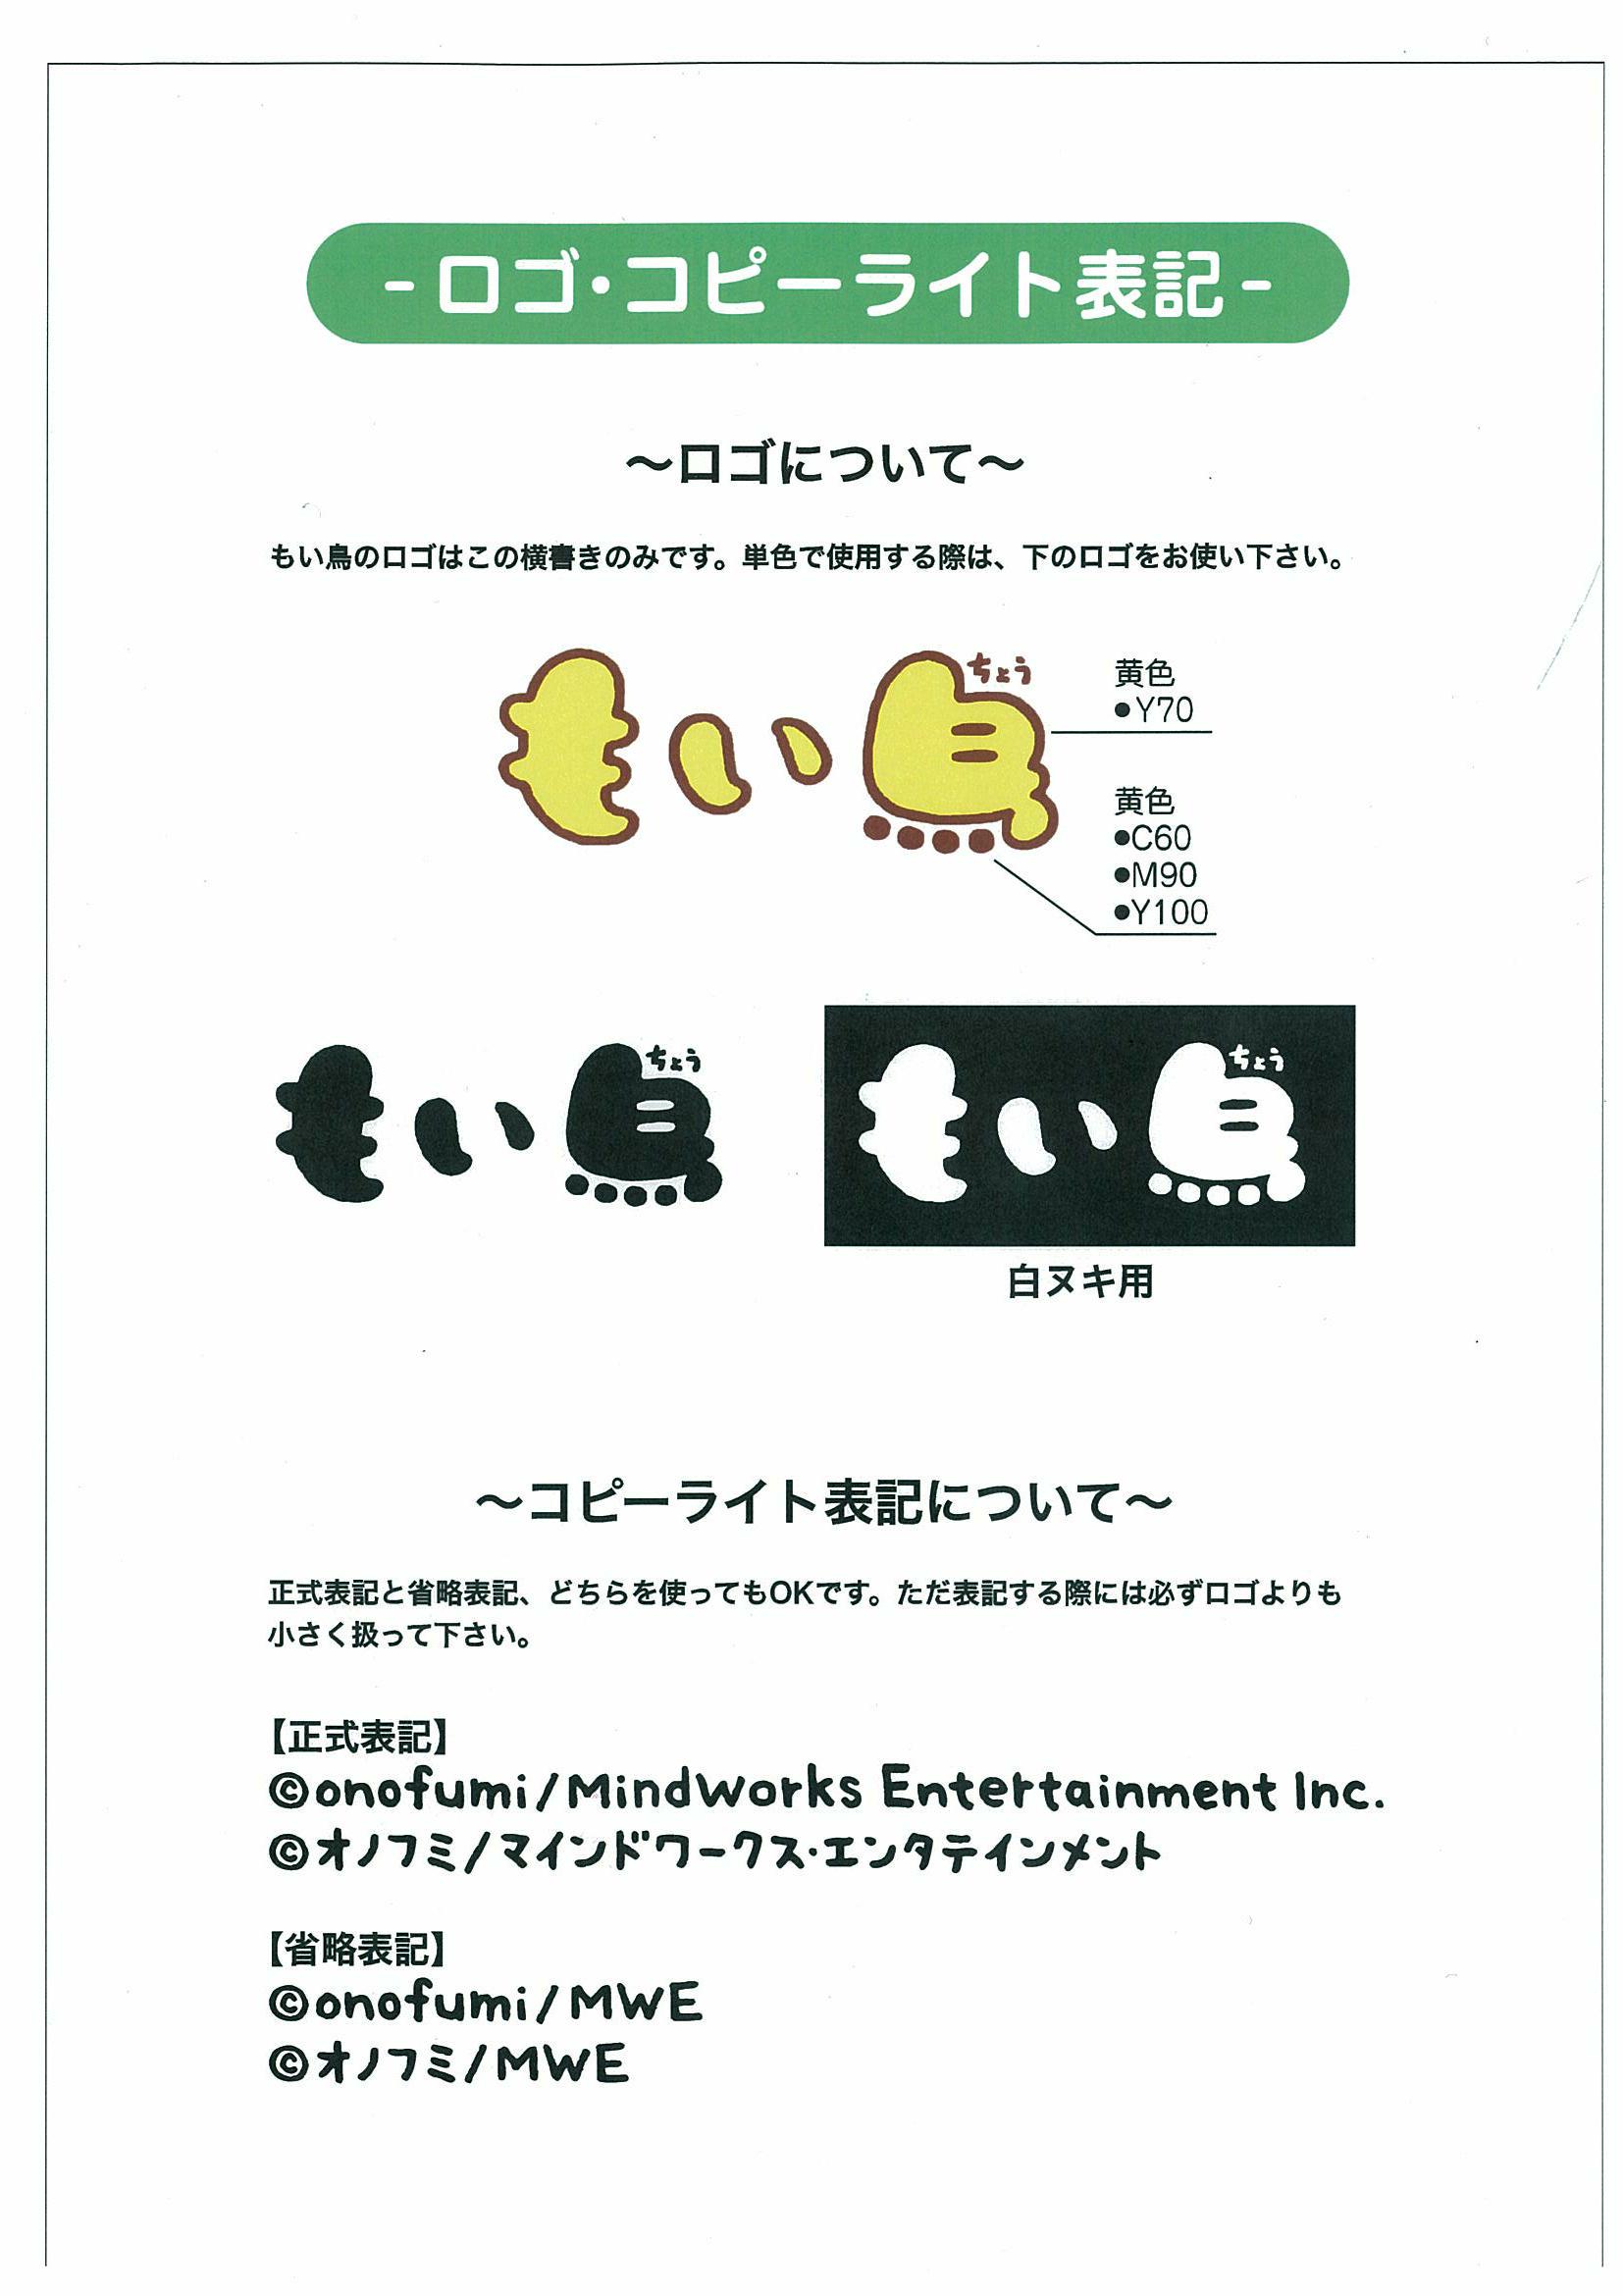 -ロゴ・コピーライト表記-
〜ロゴについて〜
もい鳥のロゴはこの横書きのみです。単色で使用する際は、下のロゴをお使い下さい。
もい鳥
ちょう
黄色
●Y70
黄色
●C60
●M90
●Y100
もい鳥
ちょう
もい鳥
ちょう
白ヌキ用
〜コピーライト表記について〜
正式表記と省略表記、どちらを使ってもOKです。ただ表記する際には必ずロゴよりも
小さく扱って下さい。
【正式表記】
©onofumi/MindWorks Entertainment Inc.
©オノフミ/マインドワークス・エンタテインメント
【省略表記】
©onofumi/MWE
©オノフミ/MWE